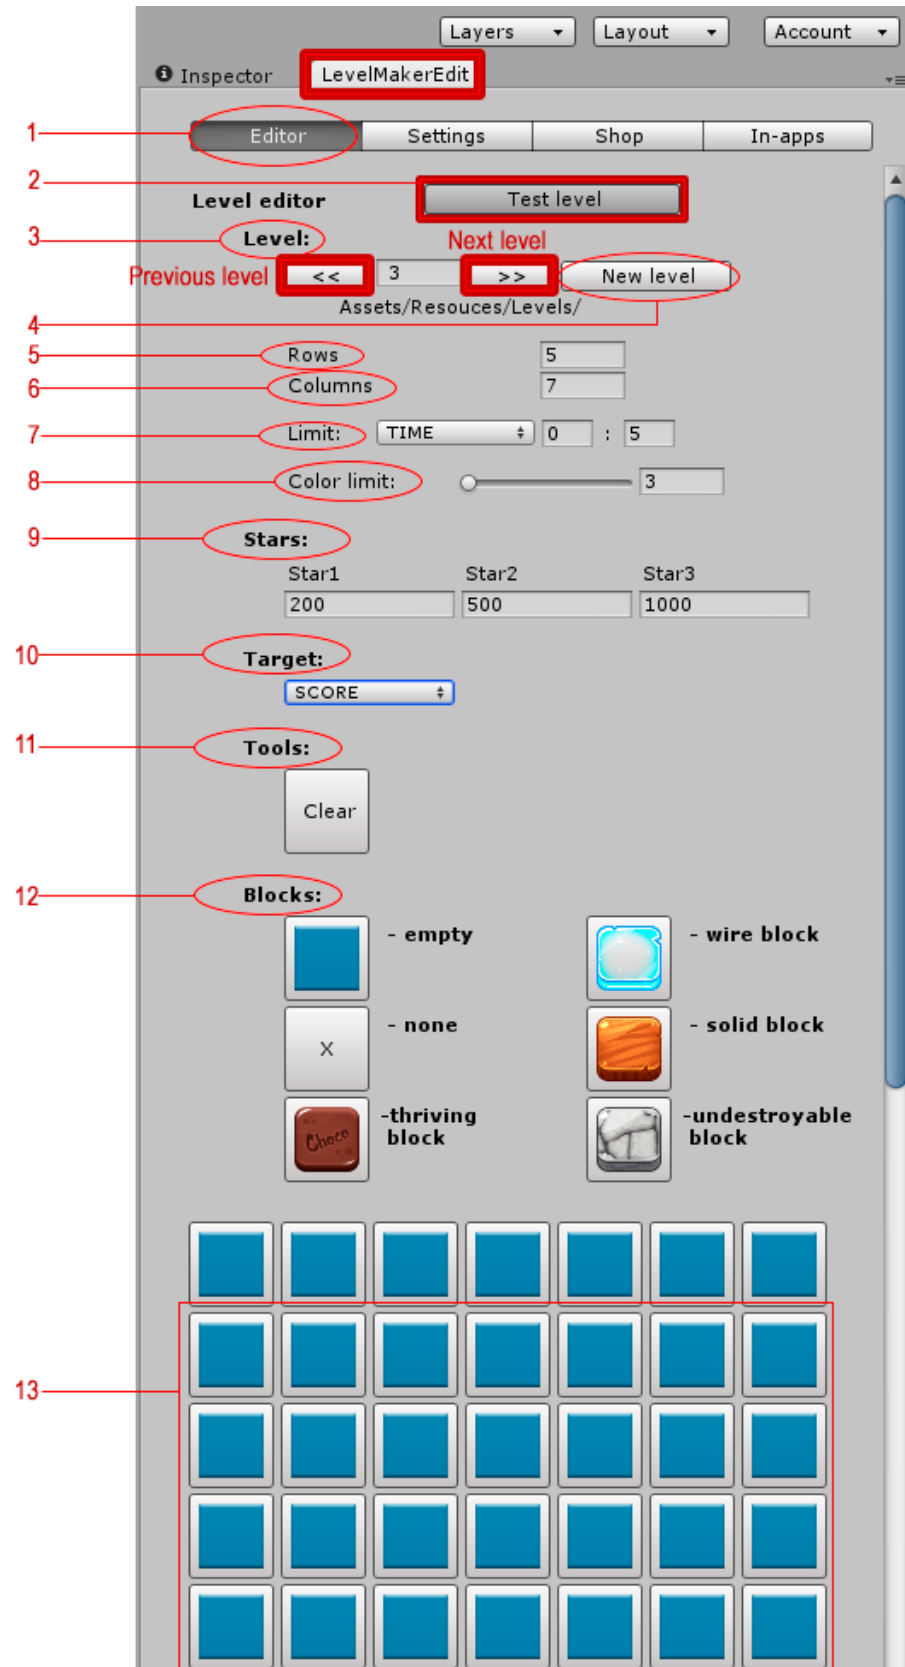 Layers Layout Account
Inspector LevelMakerEdit
1 Editor Settings Shop In-apps
2 Level editor Test level
3 Level: Next level
Previous level << 3 >> New level
Assets/Resouces/Levels/
4
5 Rows 5
6 Columns 7
7 Limit: TIME 0 : 5
8 Color limit: 3
9 Stars:
Star1 Star2 Star3
200 500 1000
10 Target:
SCORE
11 Tools:
Clear
12 Blocks:
- empty - wire block
X - none - solid block
Choco -thriving block -undestroyable block
13